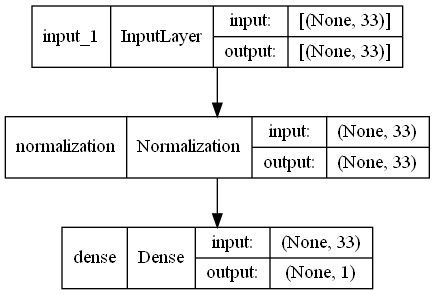 input_1 InputLayer input: [(None, 33)]
output: [(None, 33)]
normalization Normalization input: (None, 33)
output: (None, 33)
dense Dense input: (None, 33)
output: (None, 1)